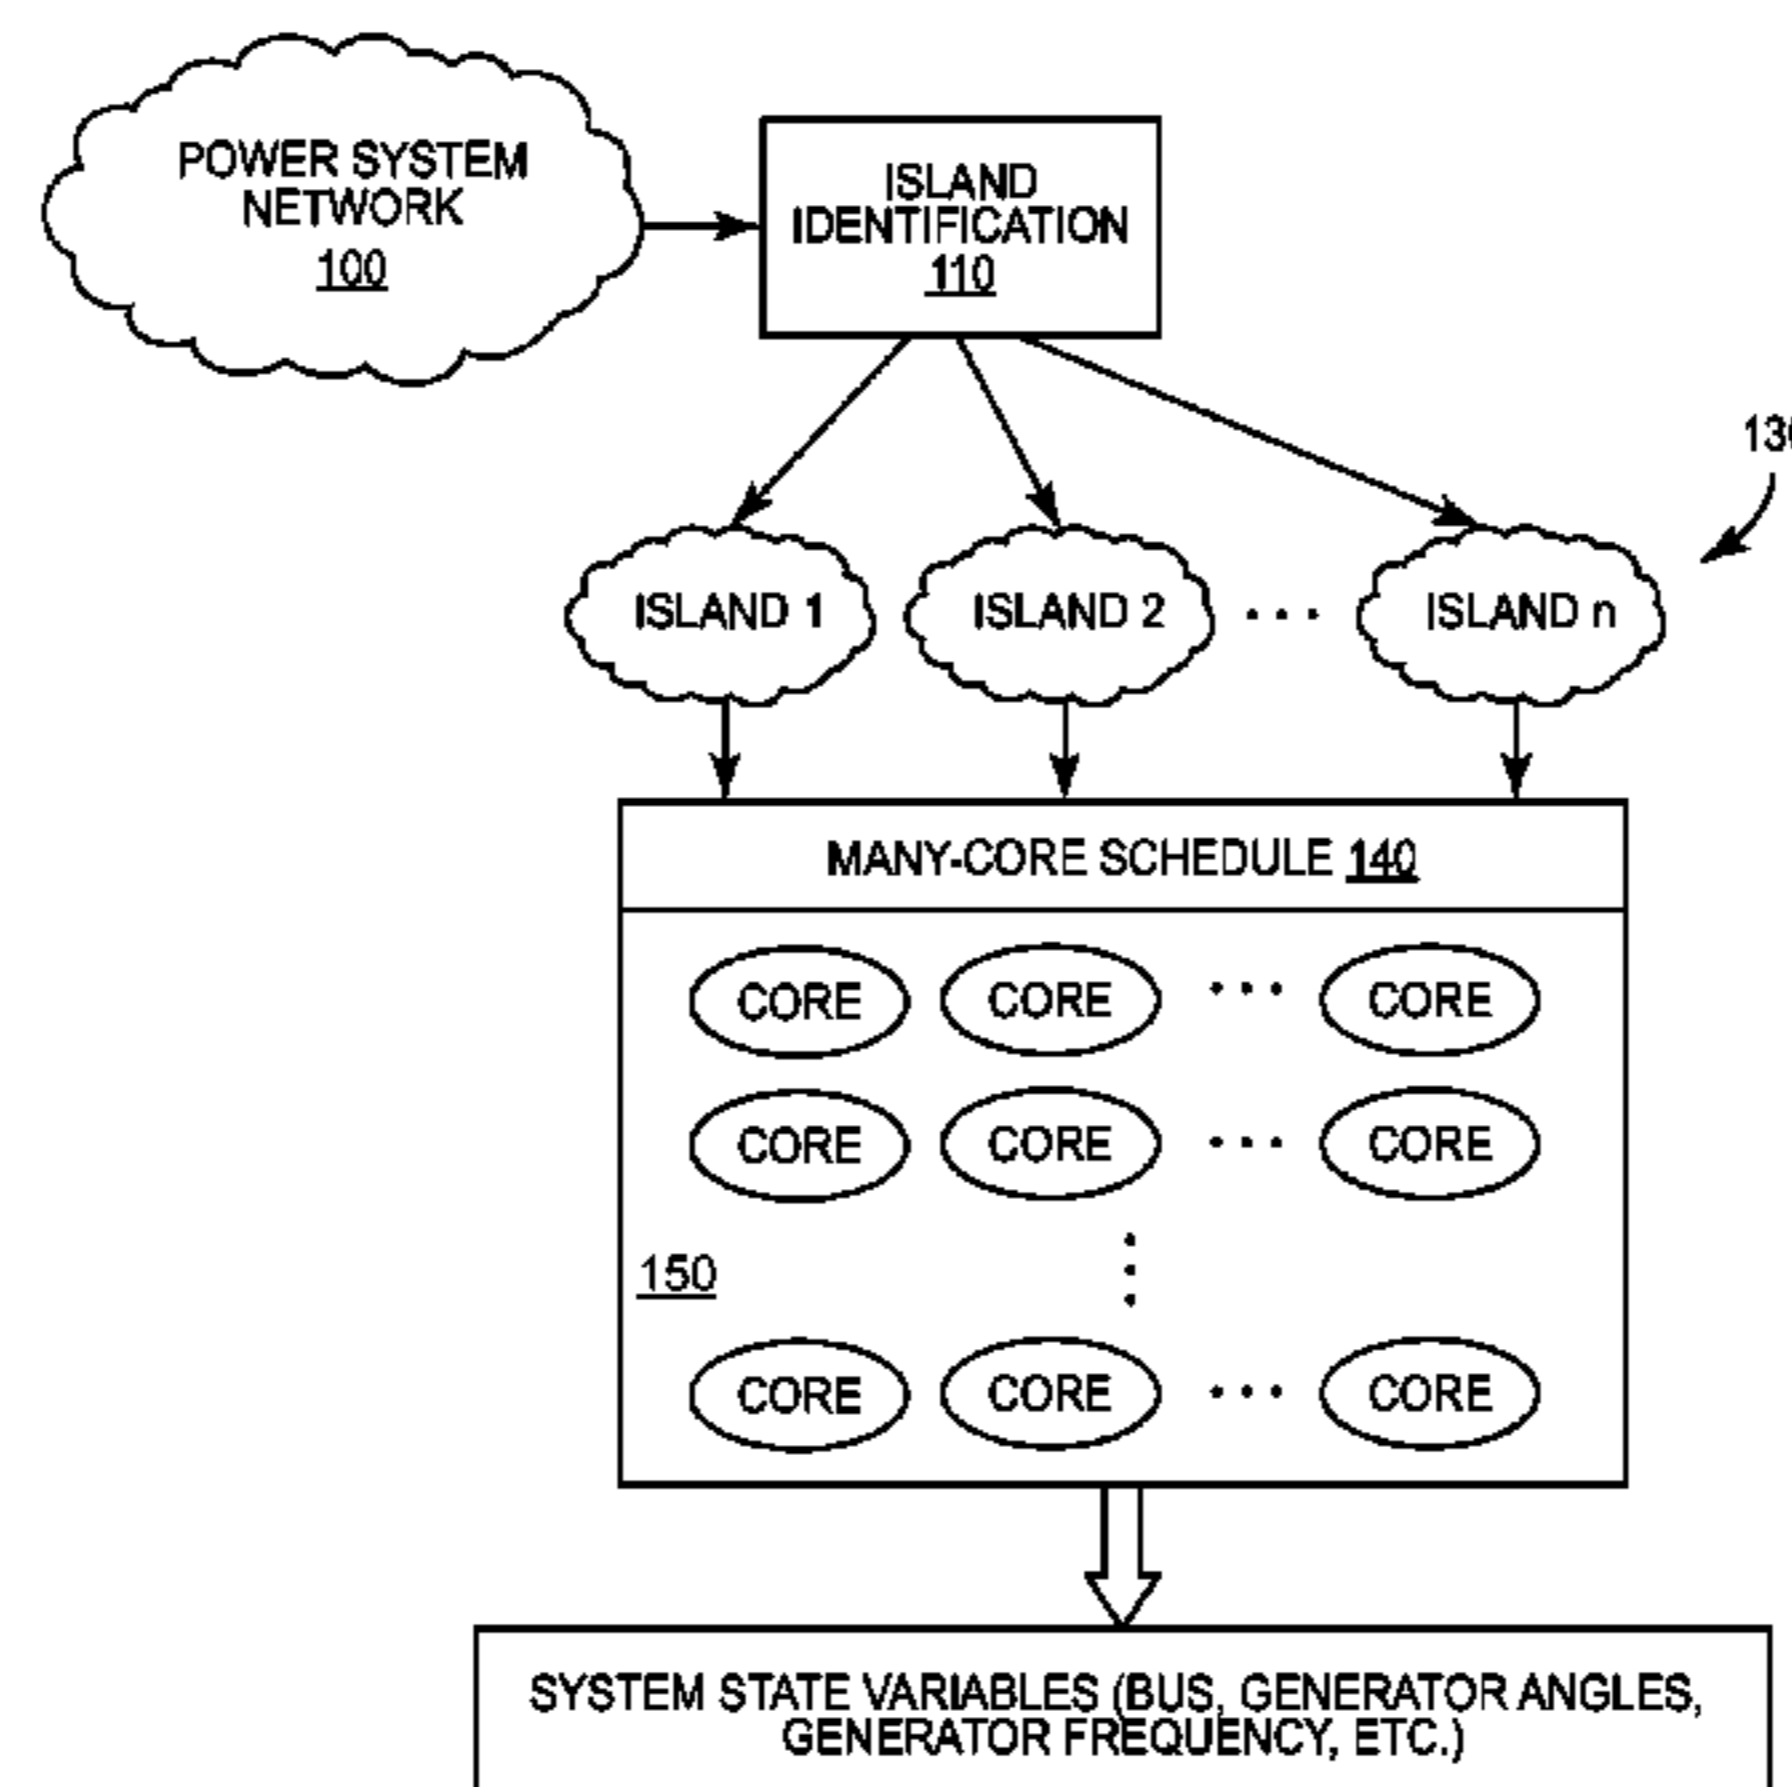 POWER SYSTEM
NETWORK
100
ISLAND
IDENTIFICATION
110
ISLAND 1
ISLAND 2
...
ISLAND n
MANY-CORE SCHEDULE 140
CORE CORE ... CORE
CORE CORE ... CORE
150
CORE CORE ... CORE
SYSTEM STATE VARIABLES (BUS, GENERATOR ANGLES,
GENERATOR FREQUENCY, ETC.)